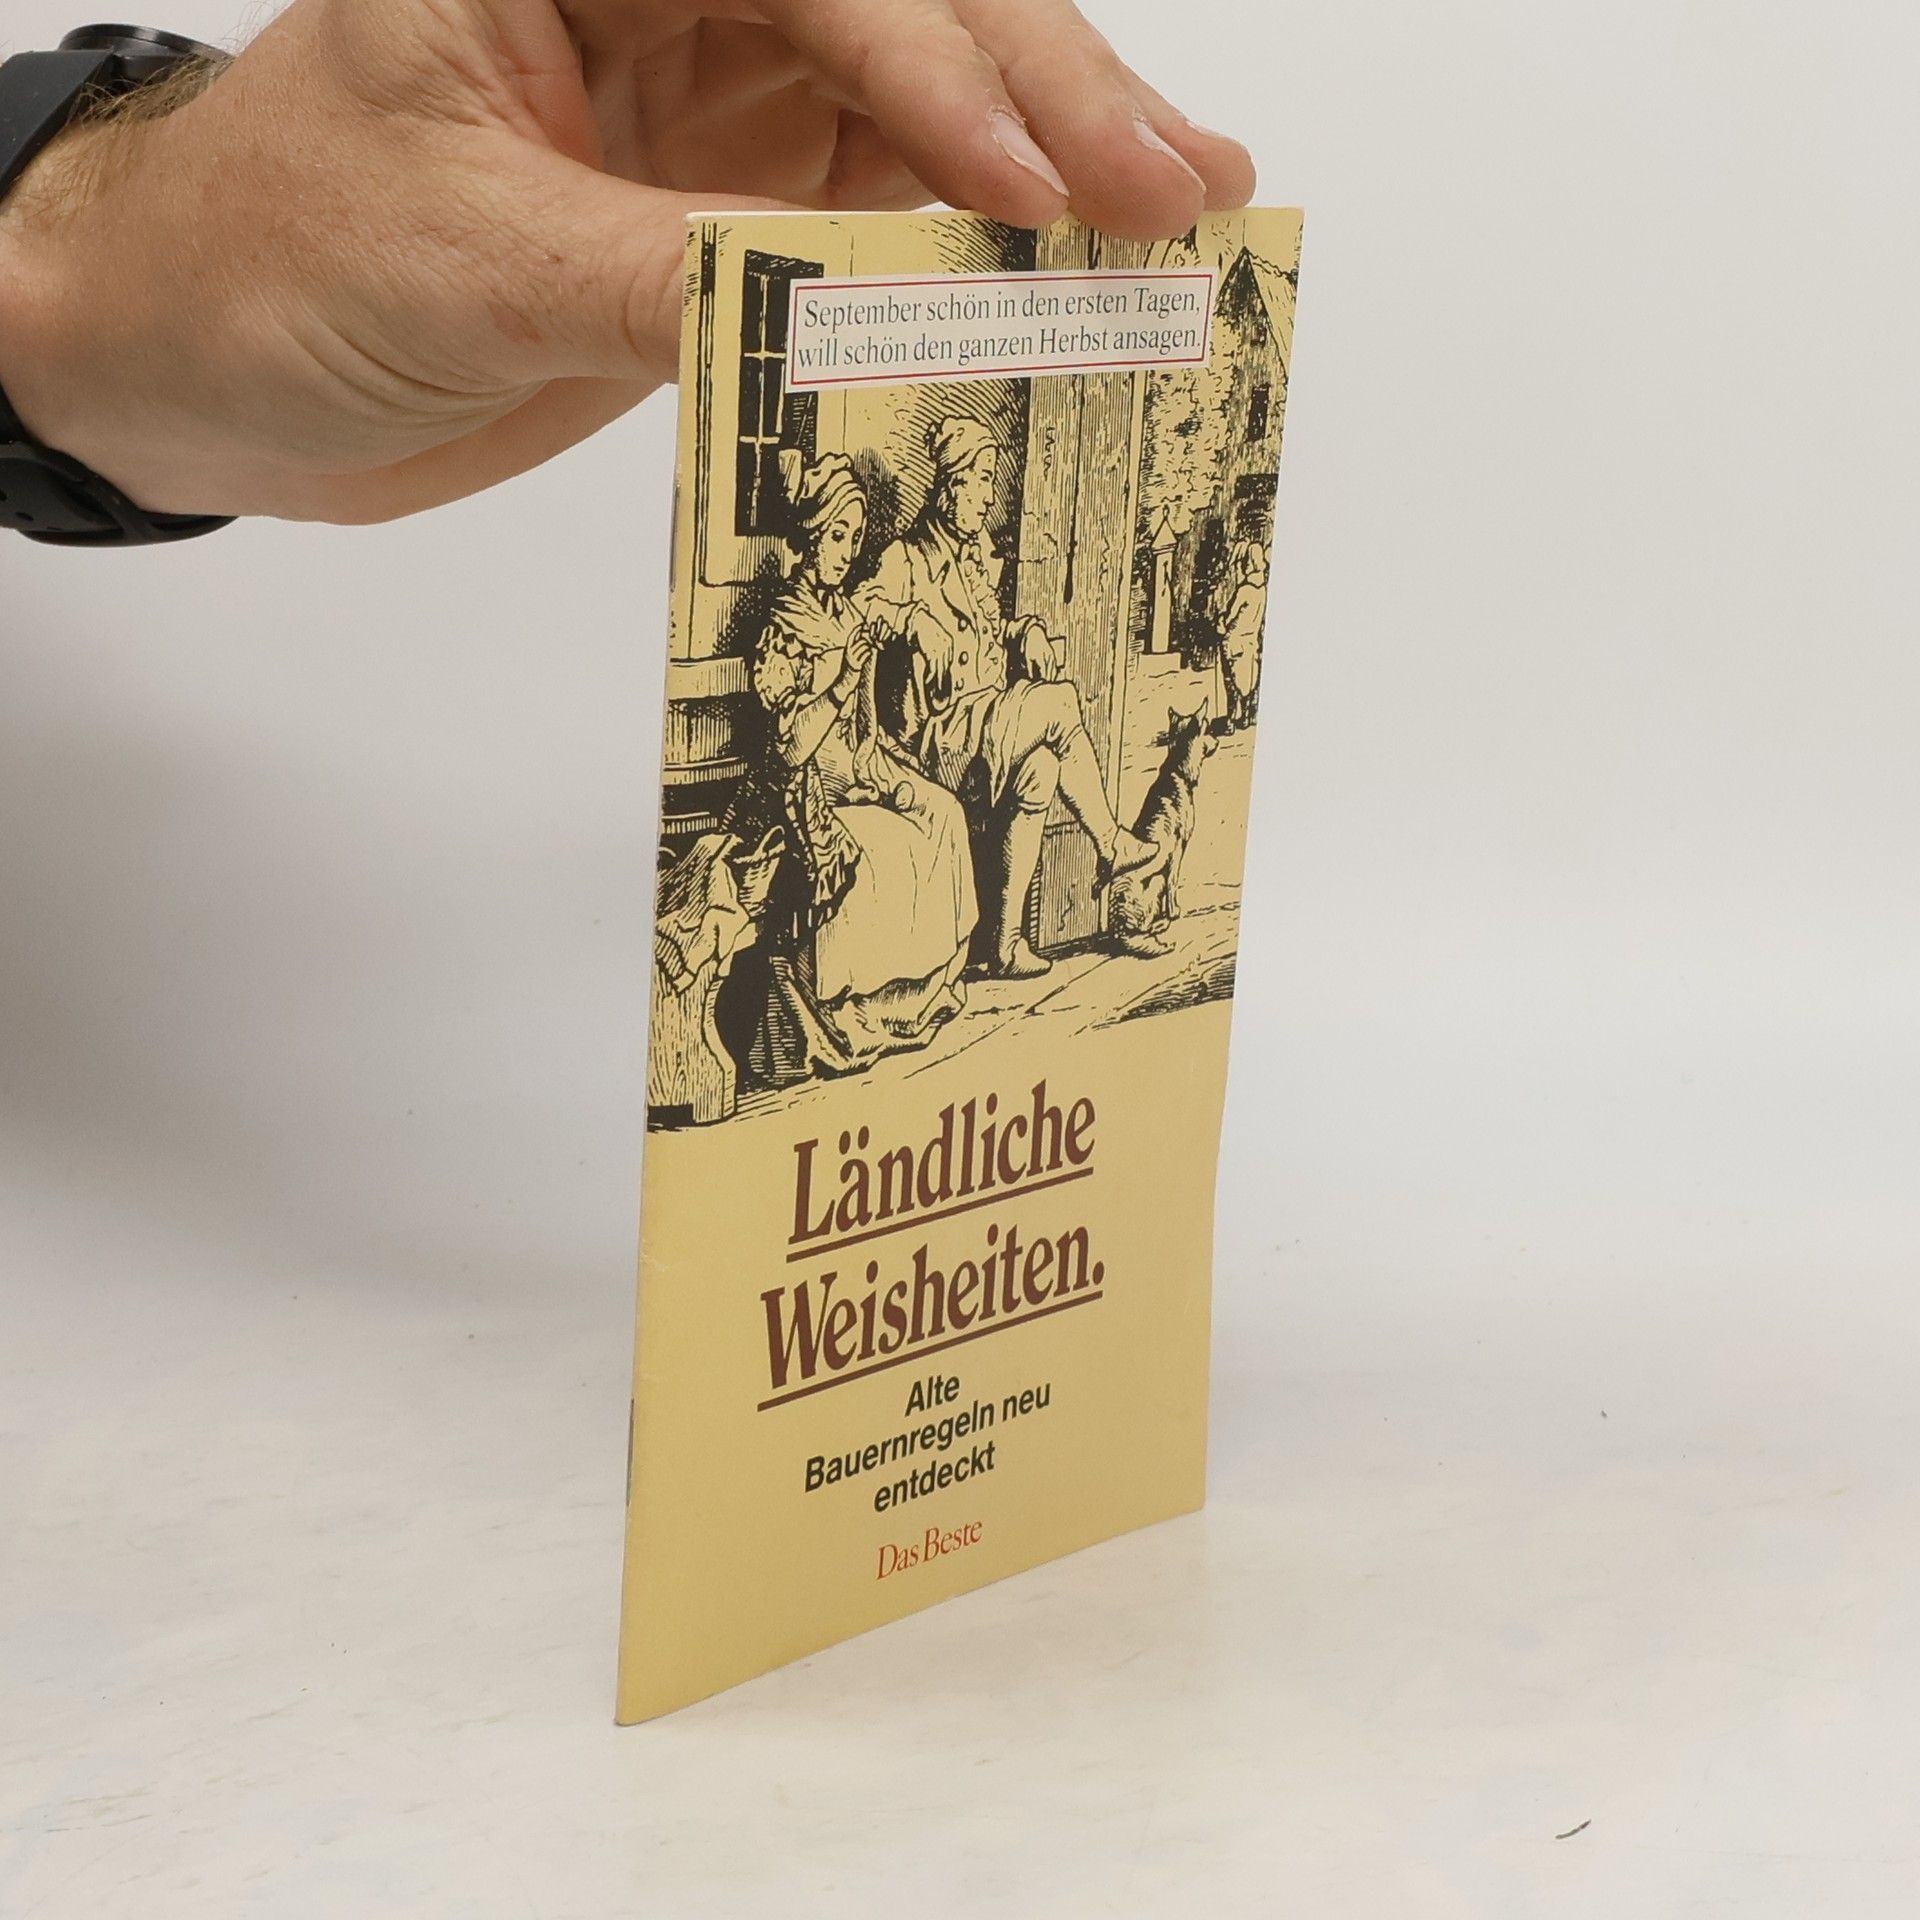 September schön in den ersten Tagen,
will schön den ganzen Herbst ansagen.
Ländliche
Weisheiten.
Alte
Bauernregeln neu
entdeckt
Das Beste